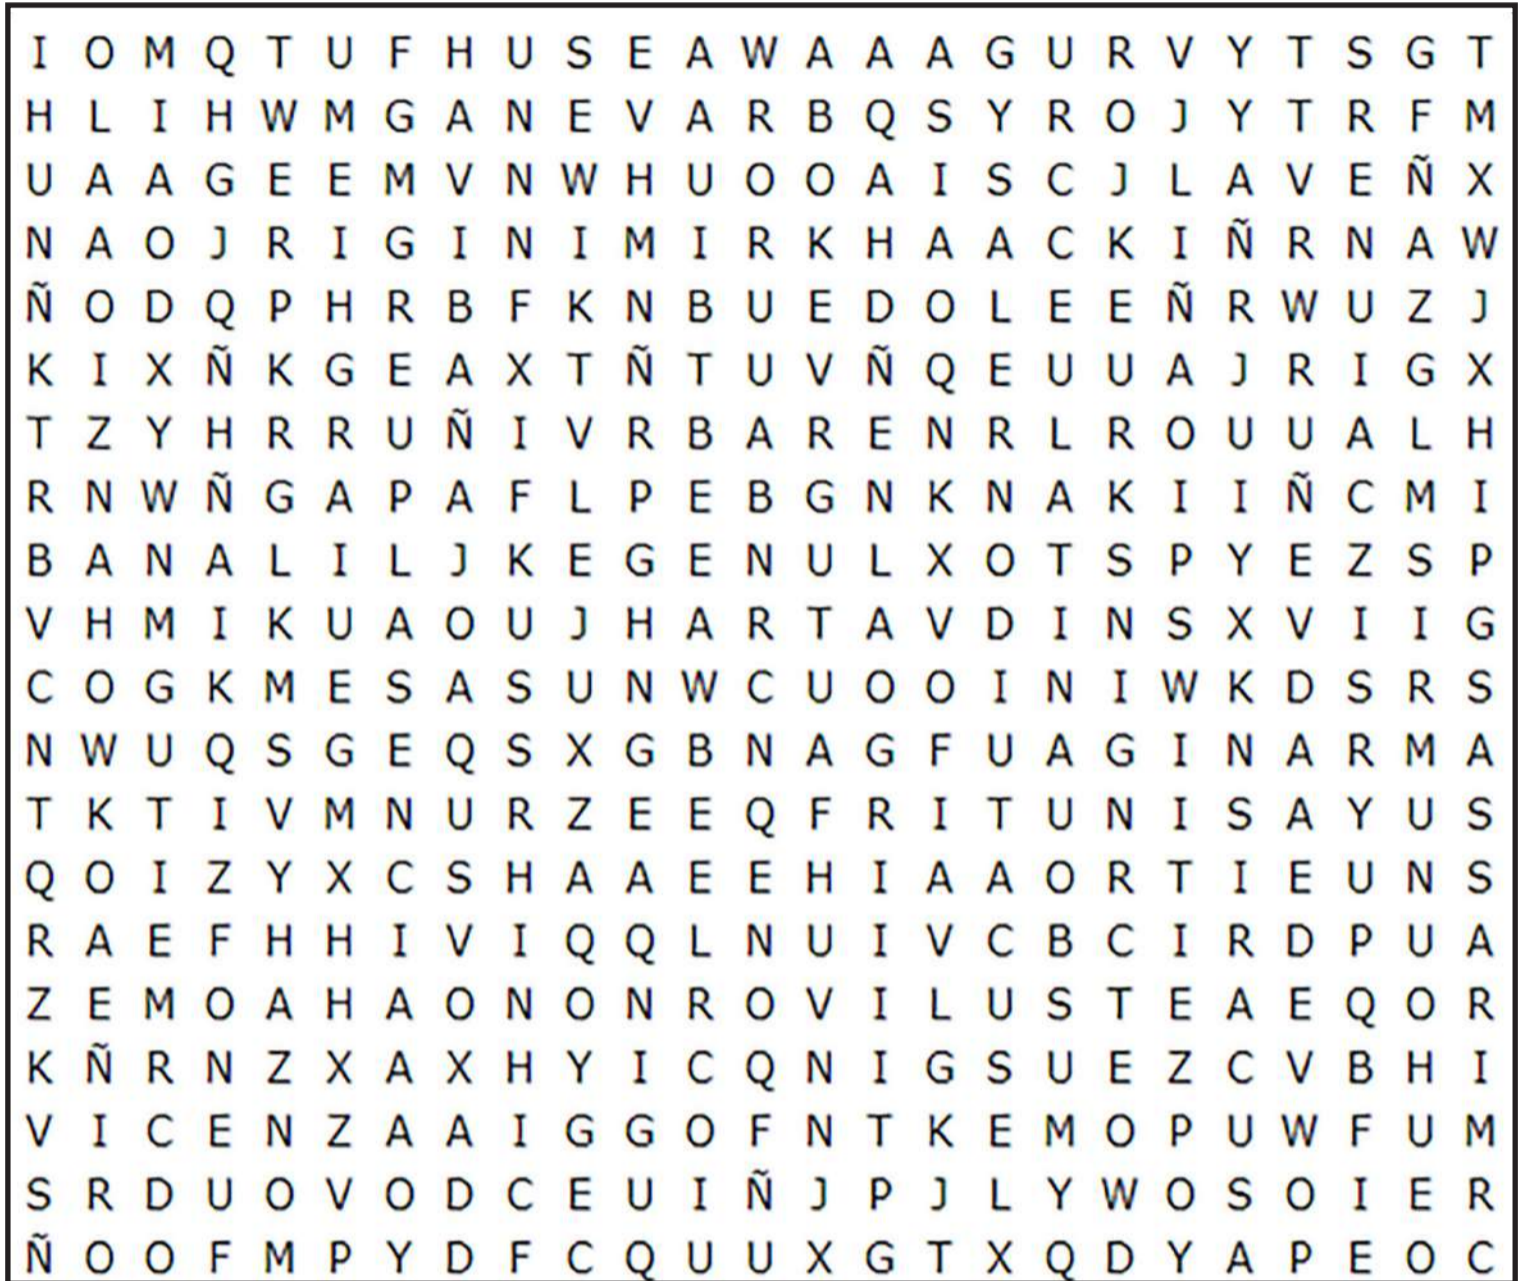 I O M Q T U F H U S E A W A A A G U R V Y T S G T
H L I H W M G A N E V A R B Q S Y R O J Y T R F M
U A A G E E M V N W H U O O A I S C J L A V E Ñ X
N A O J R I G I N I M I R K H A A C K I Ñ R N A W
Ñ O D Q P H R B F K N B U E D O L E E Ñ R W U Z J
K I X Ñ K G E A X T Ñ T U V Ñ Q E U U A J R I G X
T Z Y H R R U Ñ I V R B A R E N R L R O U U A L H
R N W Ñ G A P A F L P E B G N K N A K I I Ñ C M I
B A N A L I L J K E G E N U L X O T S P Y E Z S P
V H M I K U A O U J H A R T A V D I N S X V I I G
C O G K M E S A S U N W C U O O I N I W K D S R S
N W U Q S G E Q S X G B N A G F U A G I N A R M A
T K T I V M N U R Z E E Q F R I T U N I S A Y U S
Q O I Z Y X C S H A A E E H I A A O R T I E U N S
R A E F H H I V I Q Q L N U I V C B C I R D P U A
Z E M O A H A O N O N R O V I L U S T E A E Q O R
K Ñ R N Z X A X H Y I C Q N I G S U E Z C V B H I
V I C E N Z A A I G G O F N T K E M O P U W F U M
S R D U O V O D C E U I Ñ J P J L Y W O S O I E R
Ñ O O F M P Y D F C Q U U X G T X Q D Y A P E O C